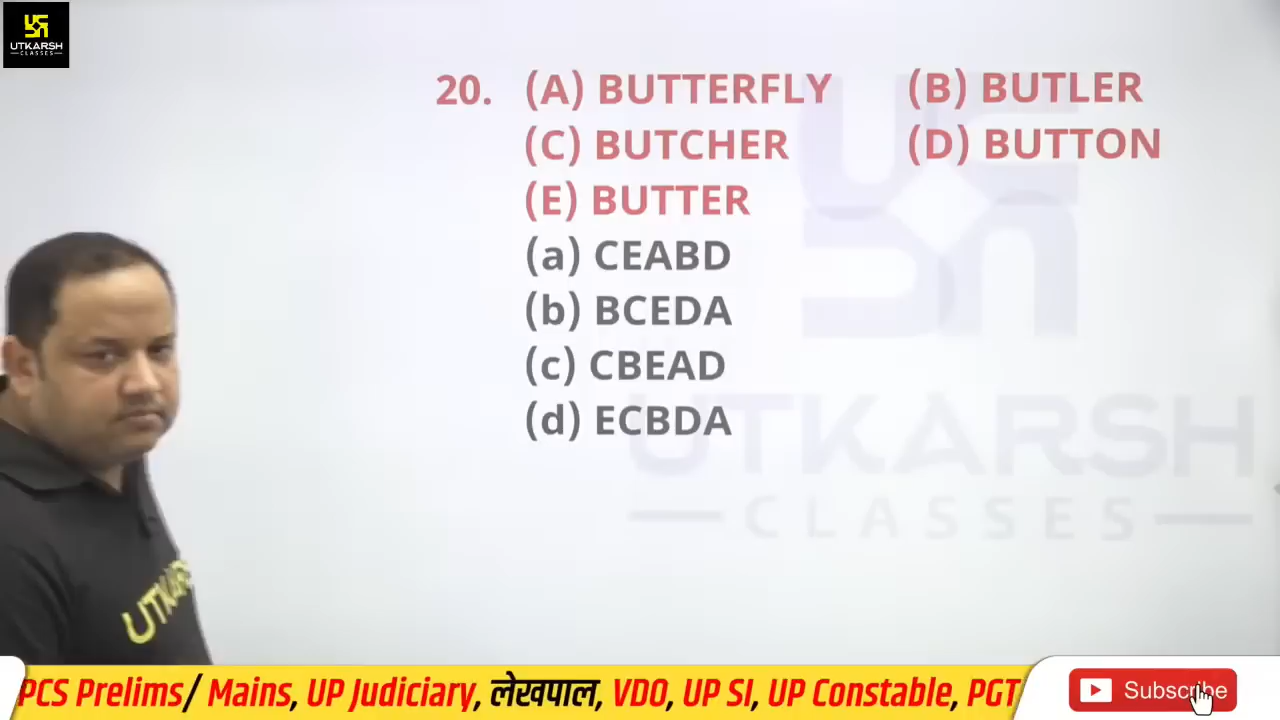 UTKARSH
CLASSES
20. (A) BUTTERFLY (B) BUTLER
(C) BUTCHER (D) BUTTON
(E) BUTTER
(a) CEABD
(b) BCEDA
(c) CBEAD
(d) ECBDA
UTKARSH
CLASSES
UTKARSH
PCS Prelims/ Mains, UP Judiciary, लेखपाल, VDO, UP SI, UP Constable, PGT
Subscribe